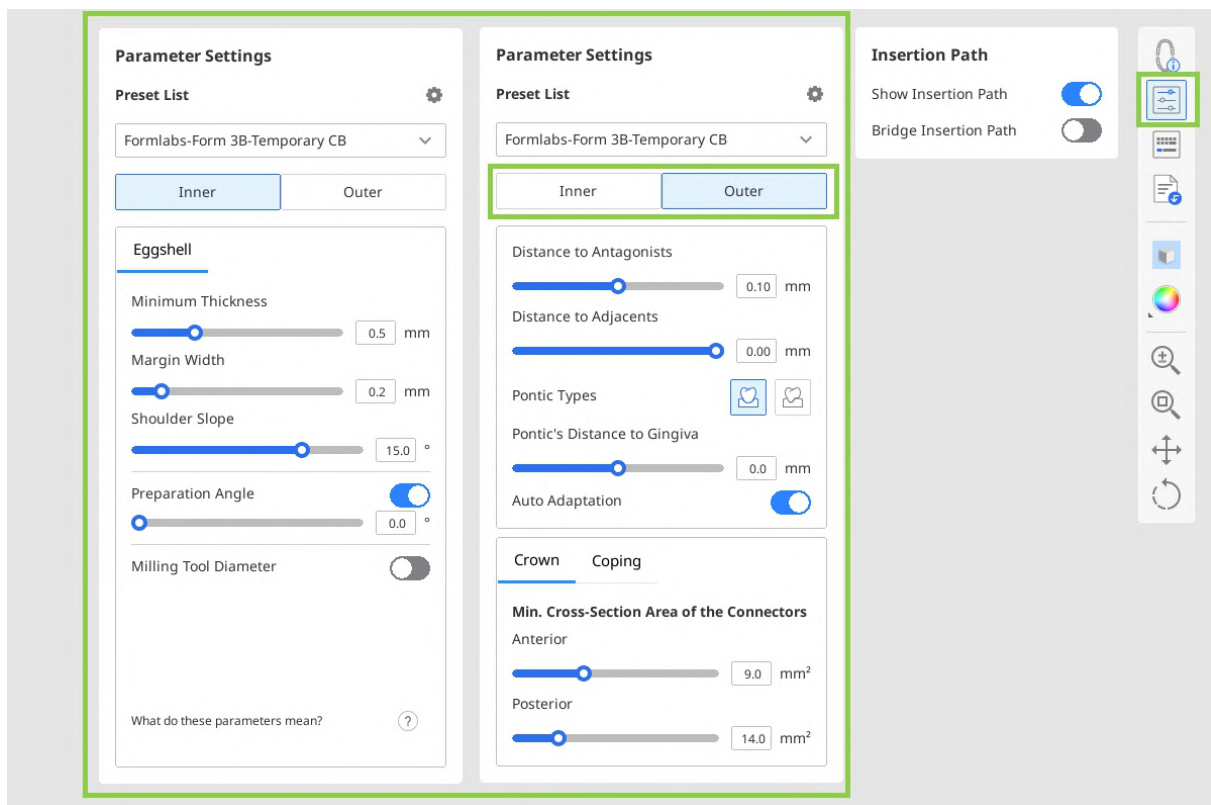 Parameter Settings
Preset List
Formlabs-Form 3B-Temporary CB
Inner Outer
Eggshell
Minimum Thickness
0.5 mm
Margin Width
0.2 mm
Shoulder Slope
15.0 °
Preparation Angle
0.0 °
Milling Tool Diameter
What do these parameters mean? ?
Parameter Settings
Preset List
Formlabs-Form 3B-Temporary CB
Inner Outer
Distance to Antagonists
0.10 mm
Distance to Adjacents
0.00 mm
Pontic Types
Pontic's Distance to Gingiva
0.0 mm
Auto Adaptation
Crown Coping
Min. Cross-Section Area of the Connectors
Anterior
9.0 mm²
Posterior
14.0 mm²
Insertion Path
Show Insertion Path
Bridge Insertion Path